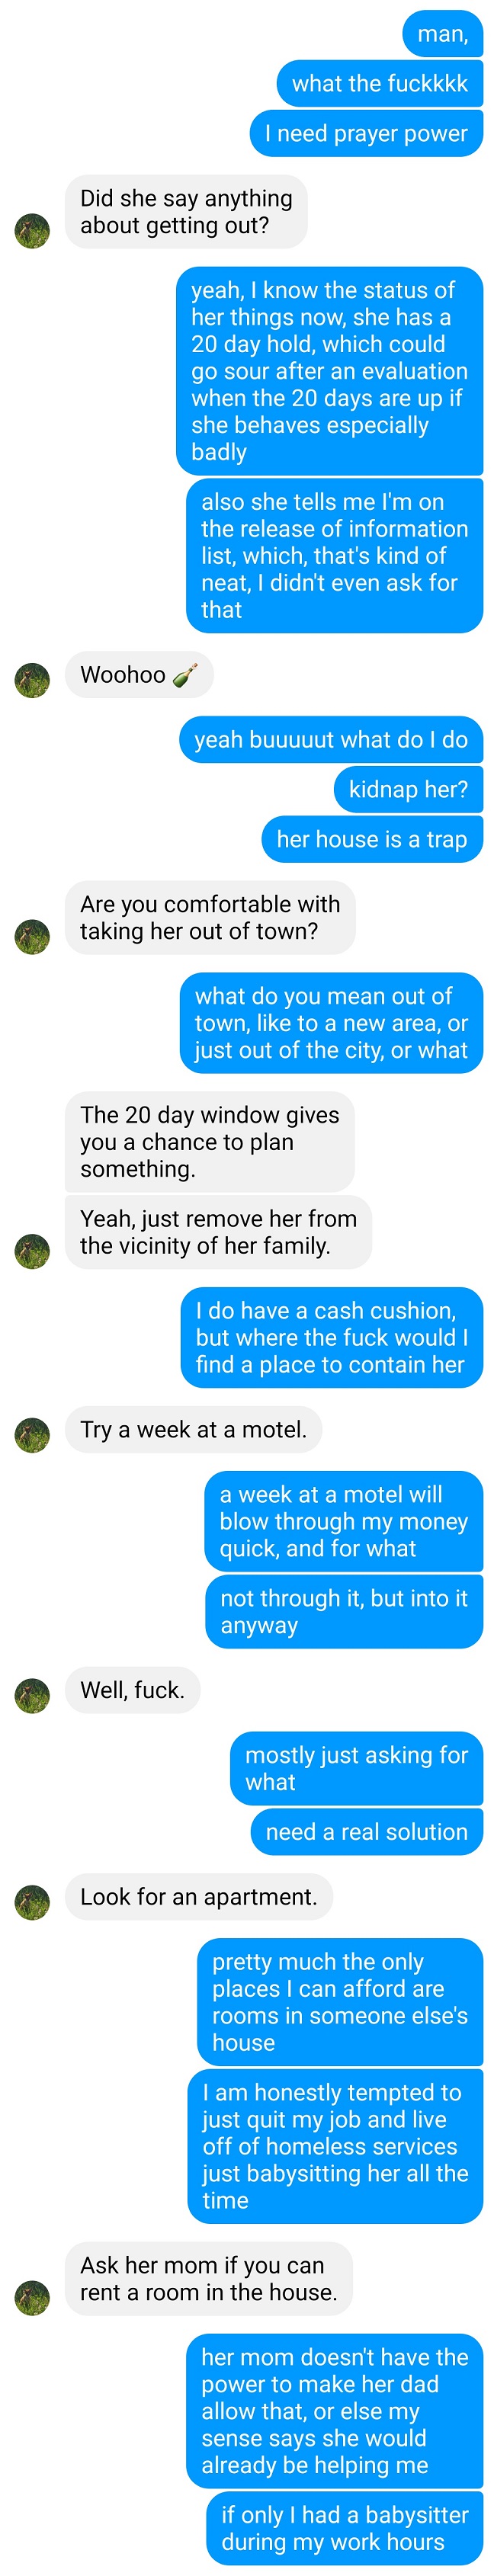 man,
what the fuckkkk
I need prayer power
Did she say anything
about getting out?
yeah, I know the status of
her things now, she has a
20 day hold, which could
go sour after an evaluation
when the 20 days are up if
she behaves especially
badly
also she tells me I'm on
the release of information
list, which, that's kind of
neat, I didn't even ask for
that
Woohoo 🍾
yeah buuuuut what do I do
kidnap her?
her house is a trap
Are you comfortable with
taking her out of town?
what do you mean out of
town, like to a new area, or
just out of the city, or what
The 20 day window gives
you a chance to plan
something.
Yeah, just remove her from
the vicinity of her family.
I do have a cash cushion,
but where the fuck would I
find a place to contain her
Try a week at a motel.
a week at a motel will
blow through my money
quick, and for what
not through it, but into it
anyway
Well, fuck.
mostly just asking for
what
need a real solution
Look for an apartment.
pretty much the only
places I can afford are
rooms in someone else's
house
I am honestly tempted to
just quit my job and live
off of homeless services
just babysitting her all the
time
Ask her mom if you can
rent a room in the house.
her mom doesn't have the
power to make her dad
allow that, or else my
sense says she would
already be helping me
if only I had a babysitter
during my work hours